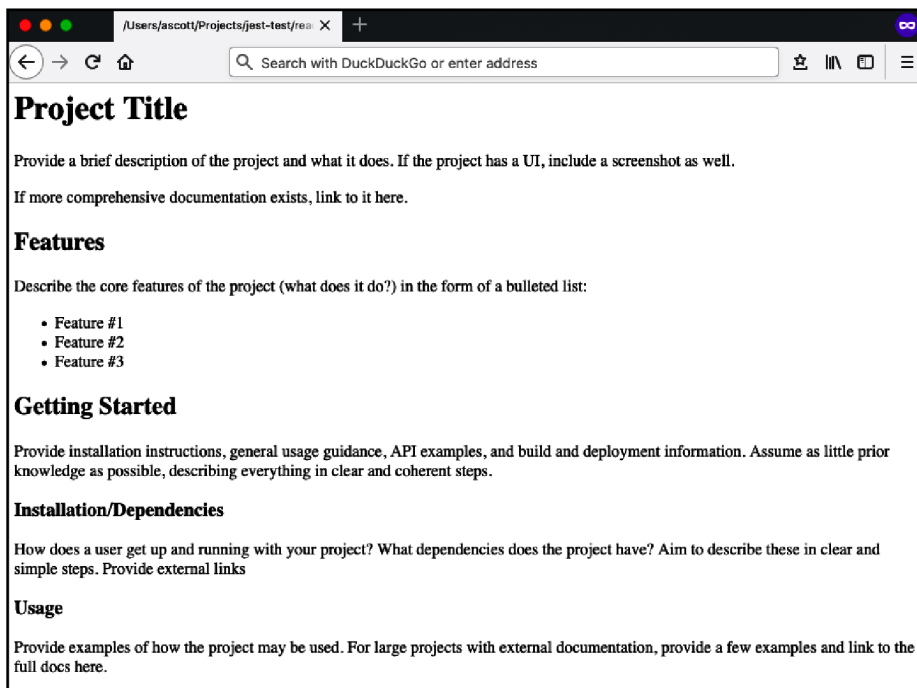 /Users/ascott/Projects/jest-test/rea
Search with DuckDuckGo or enter address
Project Title
Provide a brief description of the project and what it does. If the project has a UI, include a screenshot as well.
If more comprehensive documentation exists, link to it here.
Features
Describe the core features of the project (what does it do?) in the form of a bulleted list:
• Feature #1
• Feature #2
• Feature #3
Getting Started
Provide installation instructions, general usage guidance, API examples, and build and deployment information. Assume as little prior
knowledge as possible, describing everything in clear and coherent steps.
Installation/Dependencies
How does a user get up and running with your project? What dependencies does the project have? Aim to describe these in clear and
simple steps. Provide external links
Usage
Provide examples of how the project may be used. For large projects with external documentation, provide a few examples and link to the
full docs here.